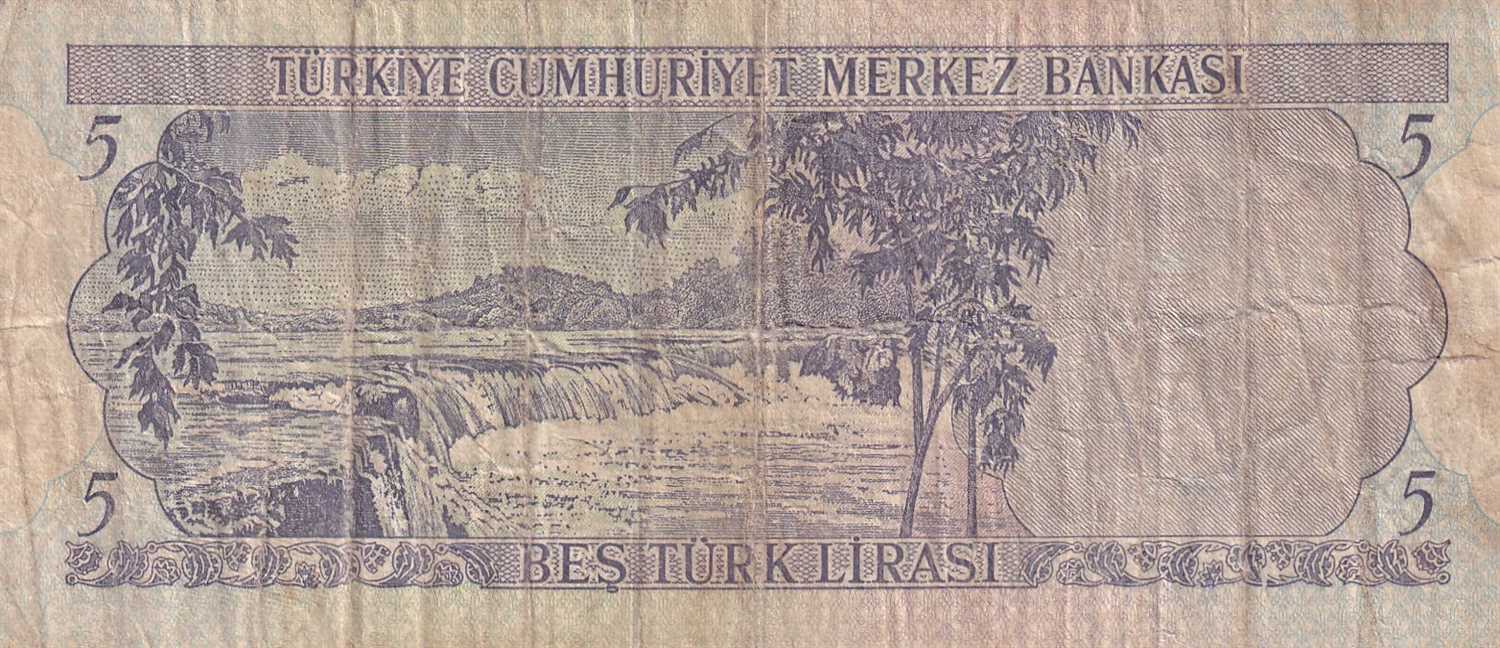 TÜRKİYE CUMHURİYET MERKEZ BANKASI
5 5
5 5
BEŞ TÜRK LİRASI